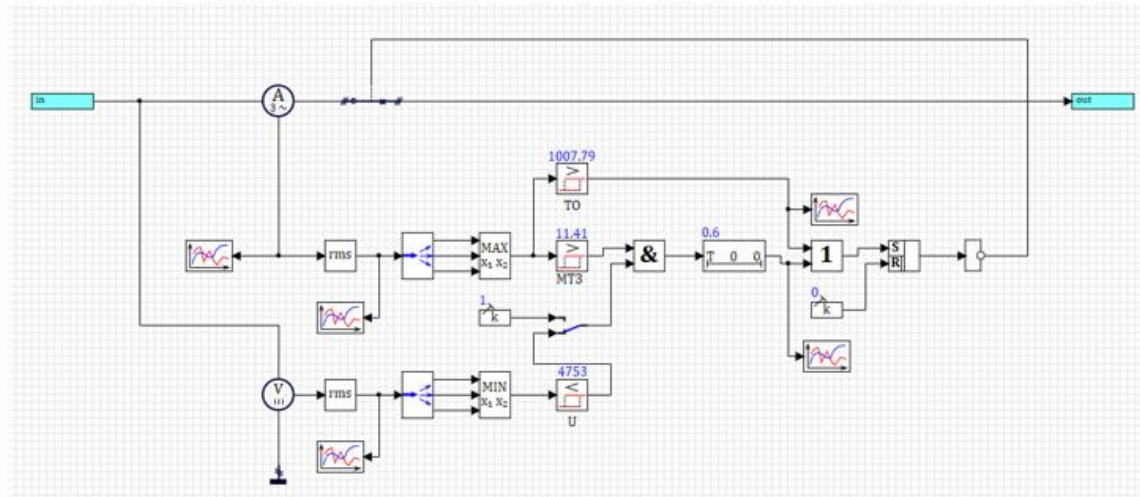 in
A
3 ~
out
1007.79
>
TO
rms
MAX
x₁ x₂
11.41
>
MT3
&
0.6
T 0 0
1
S
R
1
k
0
k
V
rms
MIN
x₁ x₂
4753
<
U